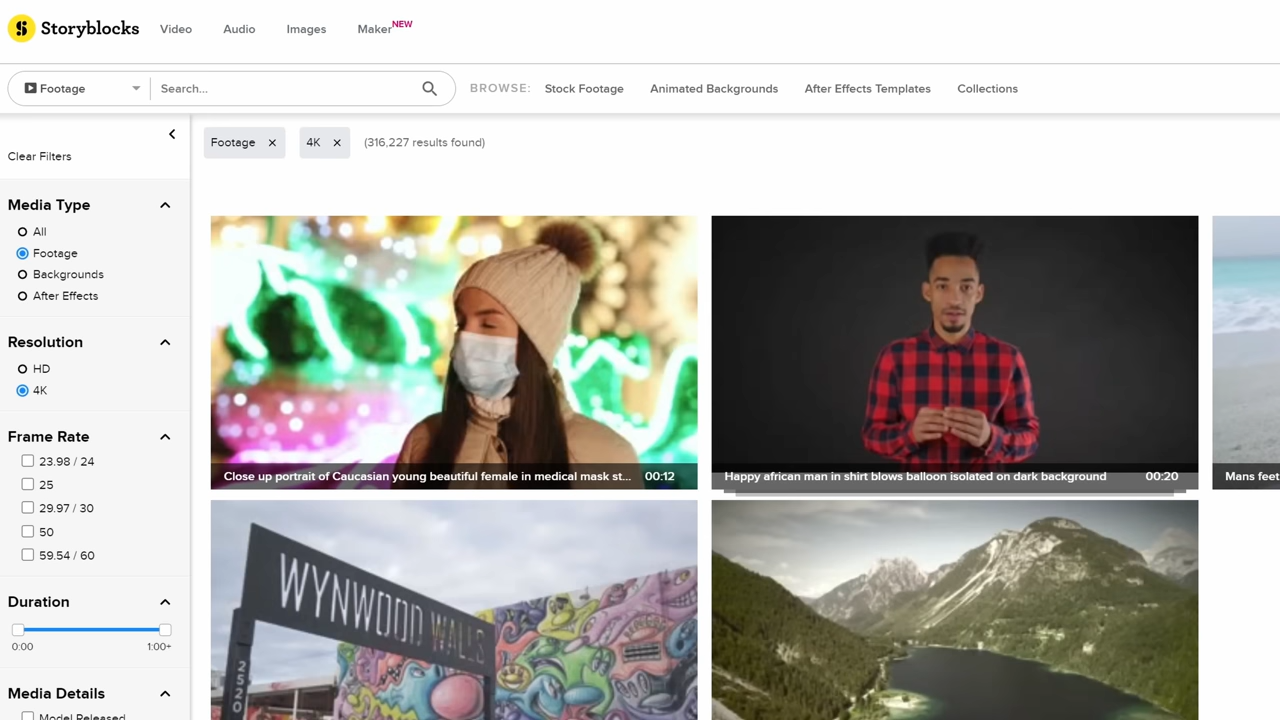 Storyblocks
Video
Audio
Images
Maker NEW
Footage
Search...
BROWSE:
Stock Footage
Animated Backgrounds
After Effects Templates
Collections
Clear Filters
Footage ×
4K ×
(316,227 results found)
Media Type
All
Footage
Backgrounds
After Effects
Resolution
HD
4K
Frame Rate
23.98 / 24
25
29.97 / 30
50
59.54 / 60
Duration
0:00
1:00+
Media Details
Model Released
Close up portrait of Caucasian young beautiful female in medical mask st...
00:12
Happy african man in shirt blows balloon isolated on dark background
00:20
Mans feet
WYNWOOD WALLS
2520